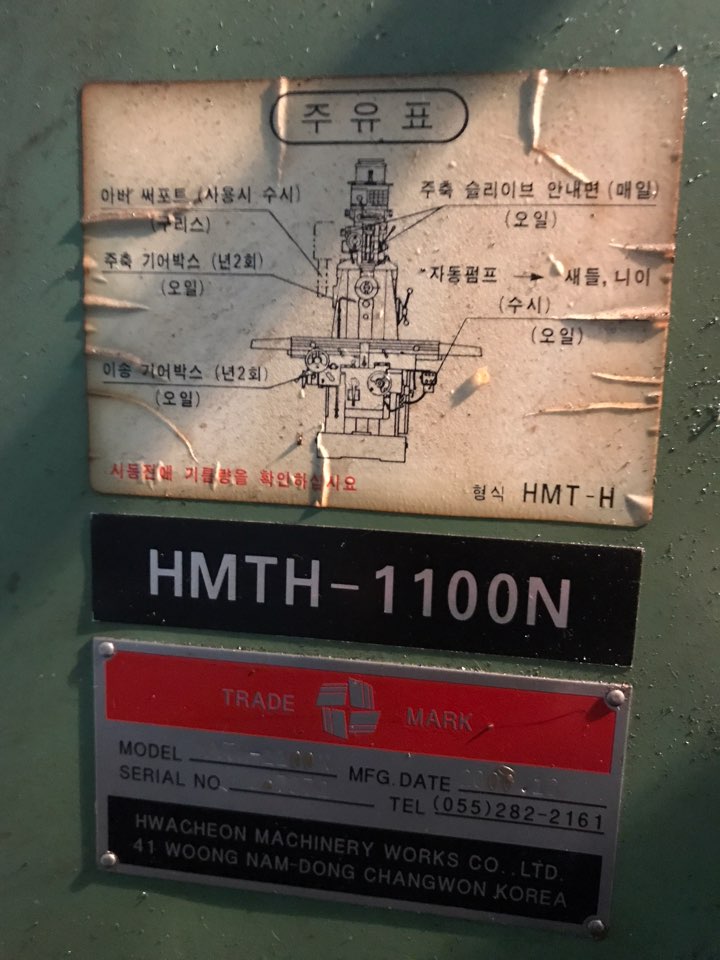 주유표
아바 써포트 (사용시 수시)
(구리스)
주축 슬리이브 안내면 (매일)
(오일)
주축 기어박스 (년2회)
(오일)
자동펌프 → 새들, 니이
(수시)
(오일)
이송 기어박스 (년2회)
(오일)
시동전에 기름량을 확인하십시요
형식 HMT-H
HMTH-1100N
TRADE MARK
MODEL
MFG. DATE
SERIAL NO.
TEL (055)282-2161
HWACHEON MACHINERY WORKS CO., LTD.
41 WOONG NAM-DONG CHANGWON KOREA